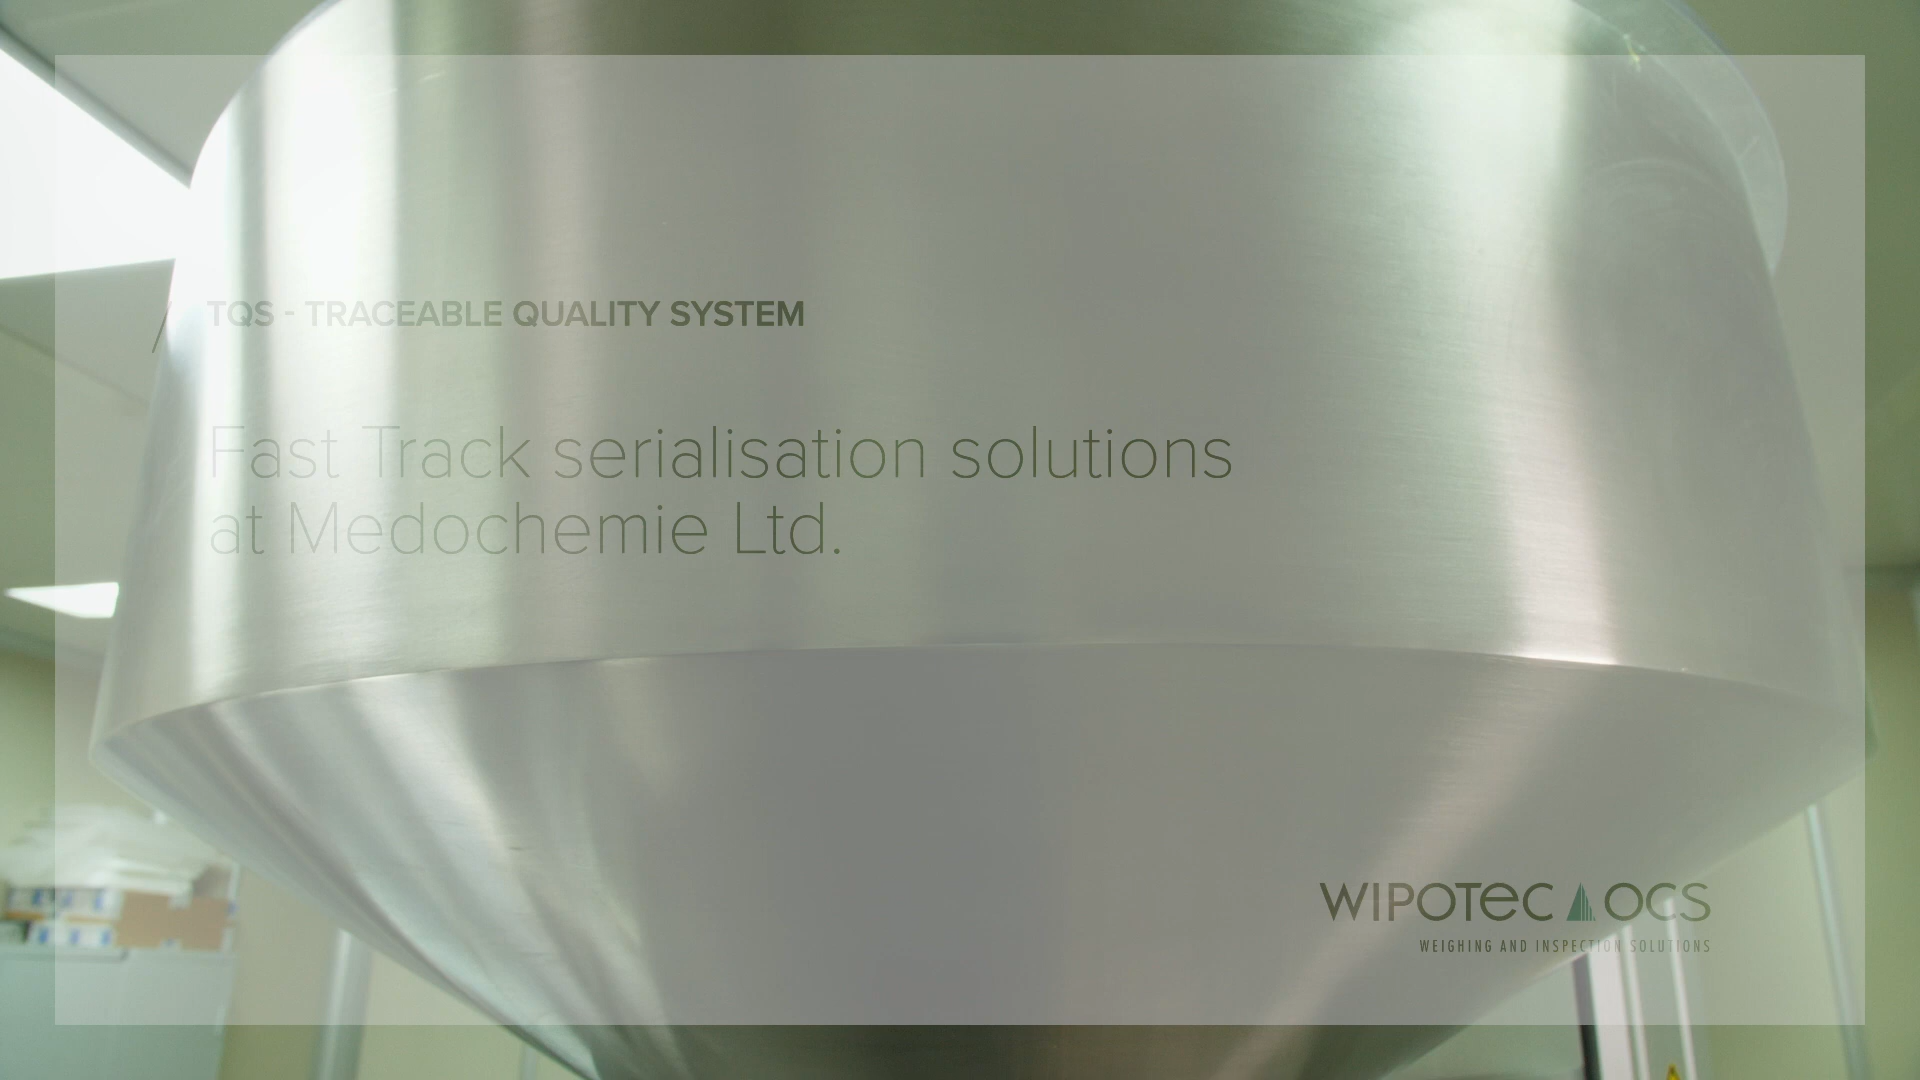 TQS - TRACEABLE QUALITY SYSTEM
Fast Track serialisation solutions
at Medochemie Ltd.
WIPOTEC OCS
WEIGHING AND INSPECTION SOLUTIONS